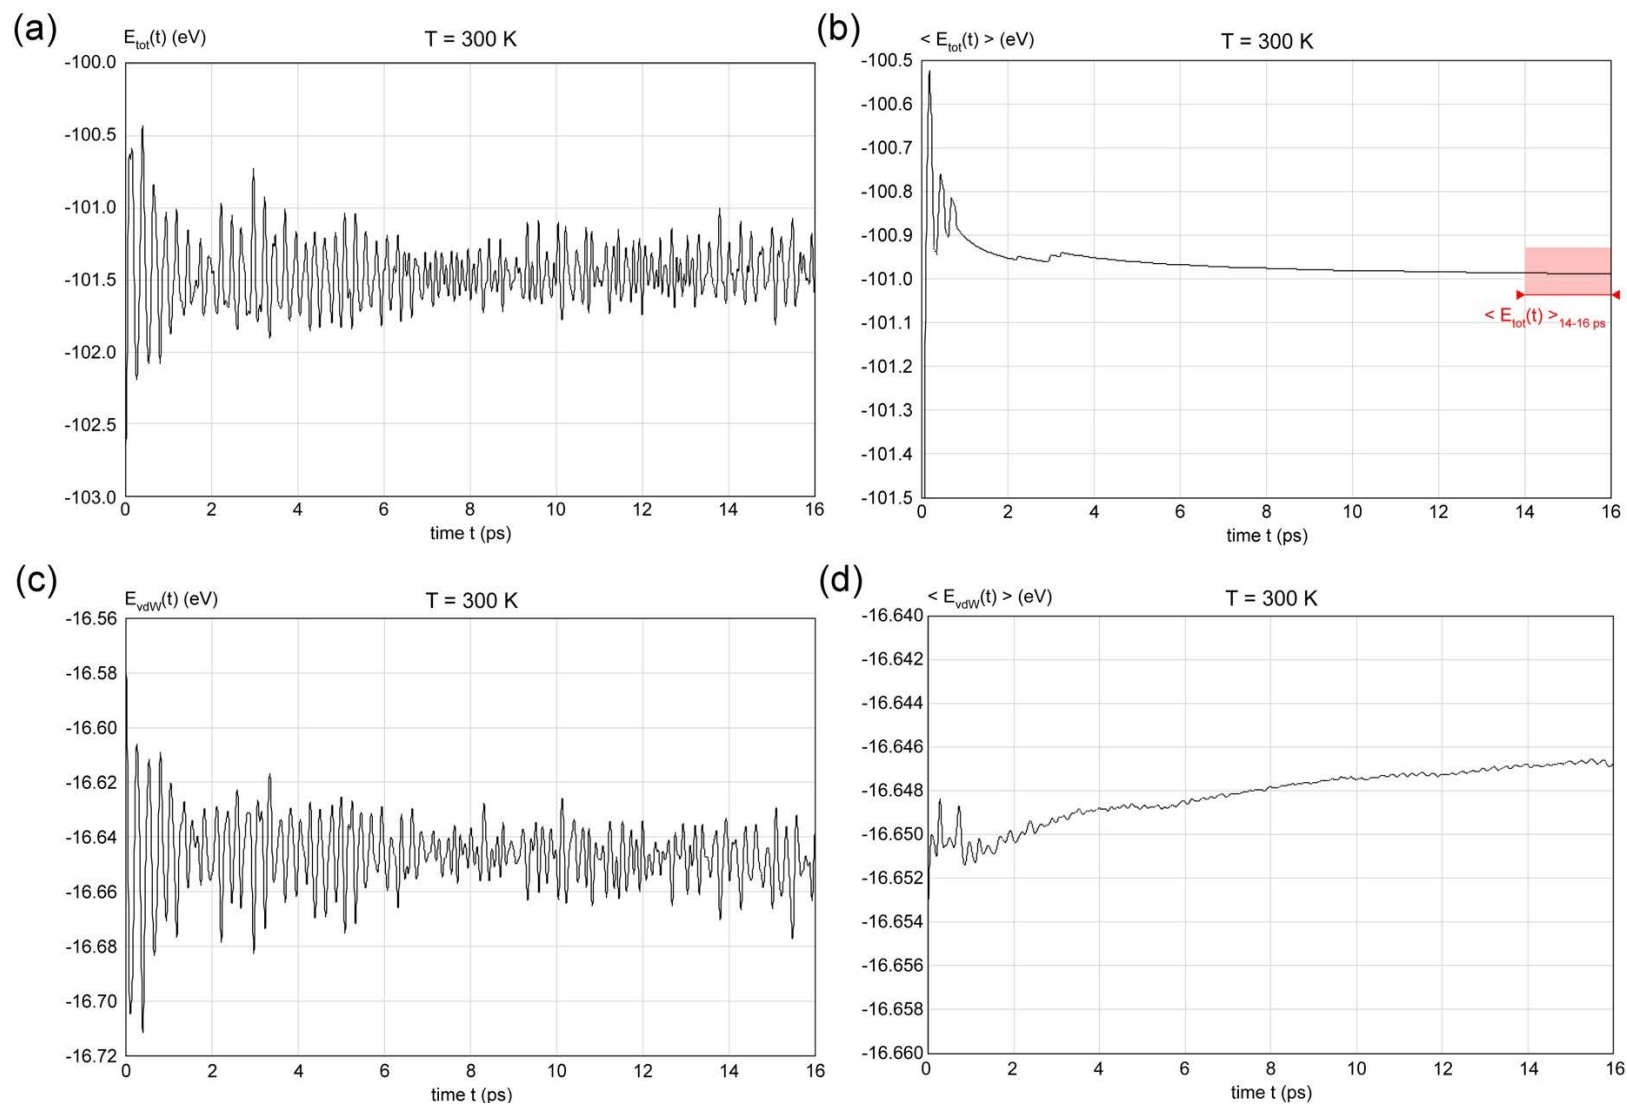 (a)
E_tot(t) (eV)
T = 300 K
-100.0
-100.5
-101.0
-101.5
-102.0
-102.5
-103.0
0 2 4 6 8 10 12 14 16
time t (ps)
(b)
< E_tot(t) > (eV)
T = 300 K
-100.5
-100.6
-100.7
-100.8
-100.9
-101.0
-101.1
-101.2
-101.3
-101.4
-101.5
< E_tot(t) >_14-16 ps
0 2 4 6 8 10 12 14 16
time t (ps)
(c)
E_vdW(t) (eV)
T = 300 K
-16.56
-16.58
-16.60
-16.62
-16.64
-16.66
-16.68
-16.70
-16.72
0 2 4 6 8 10 12 14 16
time t (ps)
(d)
< E_vdW(t) > (eV)
T = 300 K
-16.640
-16.642
-16.644
-16.646
-16.648
-16.650
-16.652
-16.654
-16.656
-16.658
-16.660
0 2 4 6 8 10 12 14 16
time t (ps)